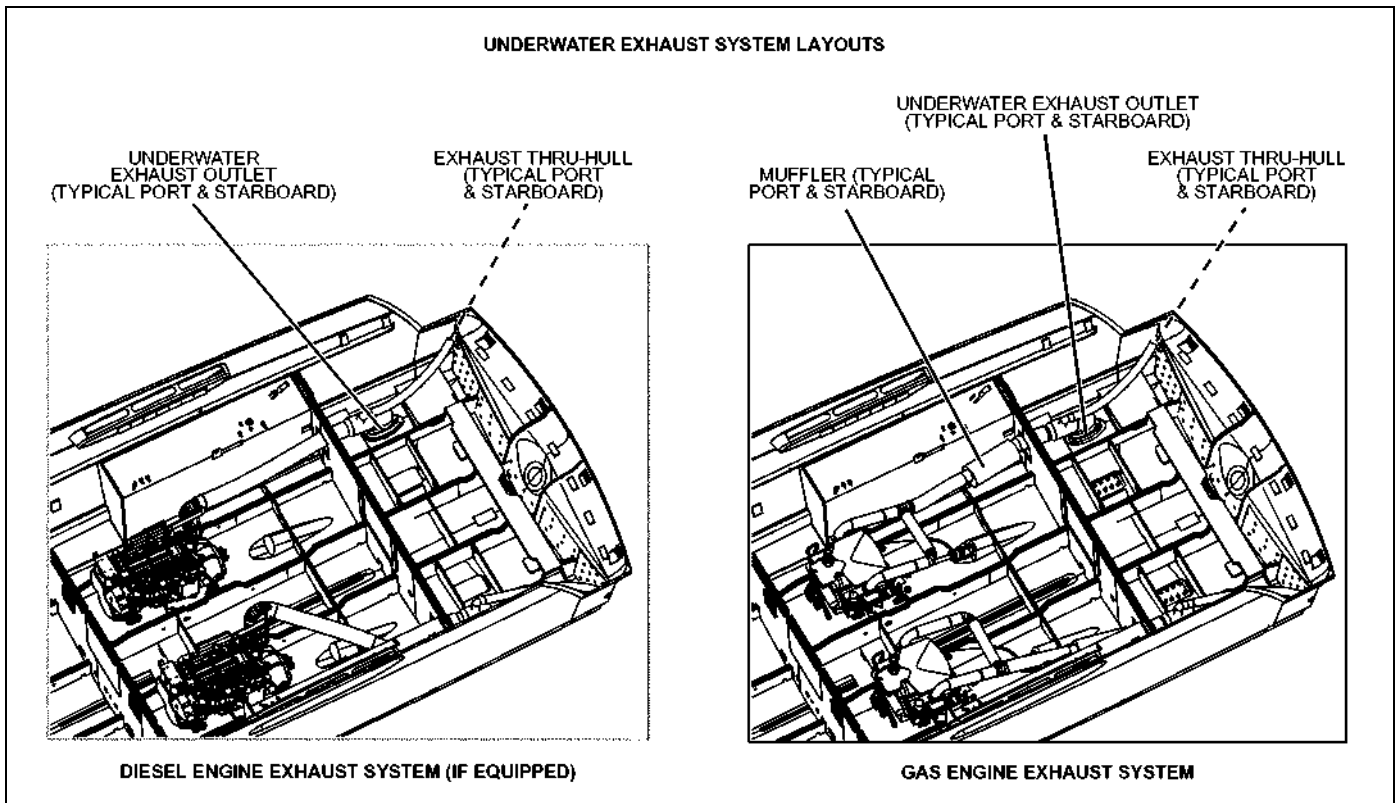 UNDERWATER EXHAUST SYSTEM LAYOUTS
UNDERWATER
EXHAUST OUTLET
(TYPICAL PORT & STARBOARD)
EXHAUST THRU-HULL
(TYPICAL PORT
& STARBOARD)
UNDERWATER EXHAUST OUTLET
(TYPICAL PORT & STARBOARD)
MUFFLER (TYPICAL
PORT & STARBOARD)
EXHAUST THRU-HULL
(TYPICAL PORT
& STARBOARD)
DIESEL ENGINE EXHAUST SYSTEM (IF EQUIPPED)
GAS ENGINE EXHAUST SYSTEM